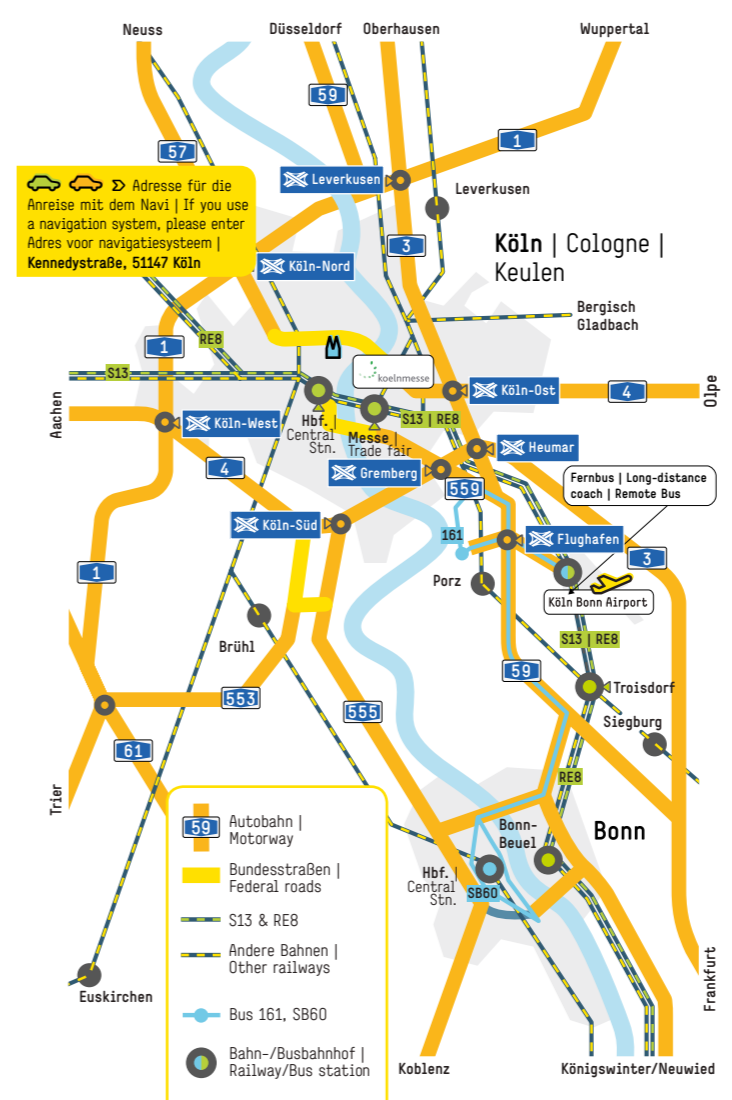 Neuss
Düsseldorf
Oberhausen
Wuppertal
59
1
57
Leverkusen
Leverkusen
Adresse für die
Anreise mit dem Navi | If you use
a navigation system, please enter
Adres voor navigatiesysteem |
Kennedystraße, 51147 Köln
3
Köln | Cologne |
Keulen
Köln-Nord
Bergisch
Gladbach
1
RE8
S13
koelnmesse
Köln-Ost
4
Olpe
Aachen
Köln-West
Hbf. |
Central
Stn.
Messe |
Trade fair
S13 | RE8
Heumar
4
Gremberg
559
Fernbus | Long-distance
coach | Remote Bus
Köln-Süd
161
Flughafen
3
1
Porz
Köln Bonn Airport
Brühl
S13 | RE8
59
Troisdorf
553
555
Siegburg
61
Trier
RE8
Bonn-
Beuel
Bonn
Hbf. |
Central
Stn.
SB60
59
Autobahn |
Motorway
Bundesstraßen |
Federal roads
S13 & RE8
Andere Bahnen |
Other railways
Bus 161, SB60
Bahn-/Busbahnhof |
Railway/Bus station
Euskirchen
Frankfurt
Koblenz
Königswinter/Neuwied